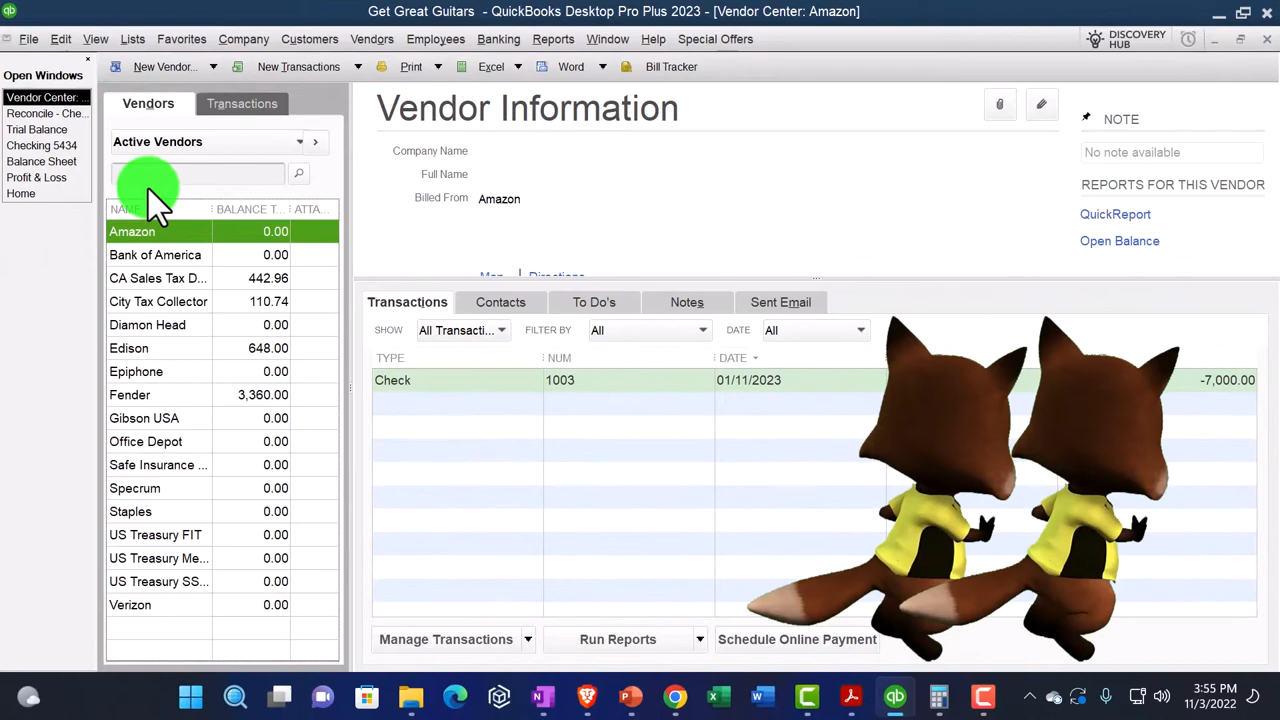 Get Great Guitars - QuickBooks Desktop Pro Plus 2023 - [Vendor Center: Amazon]
File Edit View Lists Favorites Company Customers Vendors Employees Banking Reports Window Help Special Offers
DISCOVERY HUB
Open Windows
Vendor Center: ...
Reconcile - Che...
Trial Balance
Checking 5434
Balance Sheet
Profit & Loss
Home
New Vendor... New Transactions Print Excel Word Bill Tracker
Vendors Transactions
Active Vendors
NAME BALANCE T... ATTA...
Amazon 0.00
Bank of America 0.00
CA Sales Tax D... 442.96
City Tax Collector 110.74
Diamon Head 0.00
Edison 648.00
Epiphone 0.00
Fender 3,360.00
Gibson USA 0.00
Office Depot 0.00
Safe Insurance ... 0.00
Specrum 0.00
Staples 0.00
US Treasury FIT 0.00
US Treasury Me... 0.00
US Treasury SS... 0.00
Verizon 0.00
Vendor Information
Company Name
Full Name
Billed From Amazon
Map | Directions
NOTE
No note available
REPORTS FOR THIS VENDOR
QuickReport
Open Balance
Transactions Contacts To Do's Notes Sent Email
SHOW All Transacti... FILTER BY All DATE All
TYPE NUM DATE
Check 1003 01/11/2023 -7,000.00
Manage Transactions Run Reports Schedule Online Payment
3:55 PM
11/3/2022